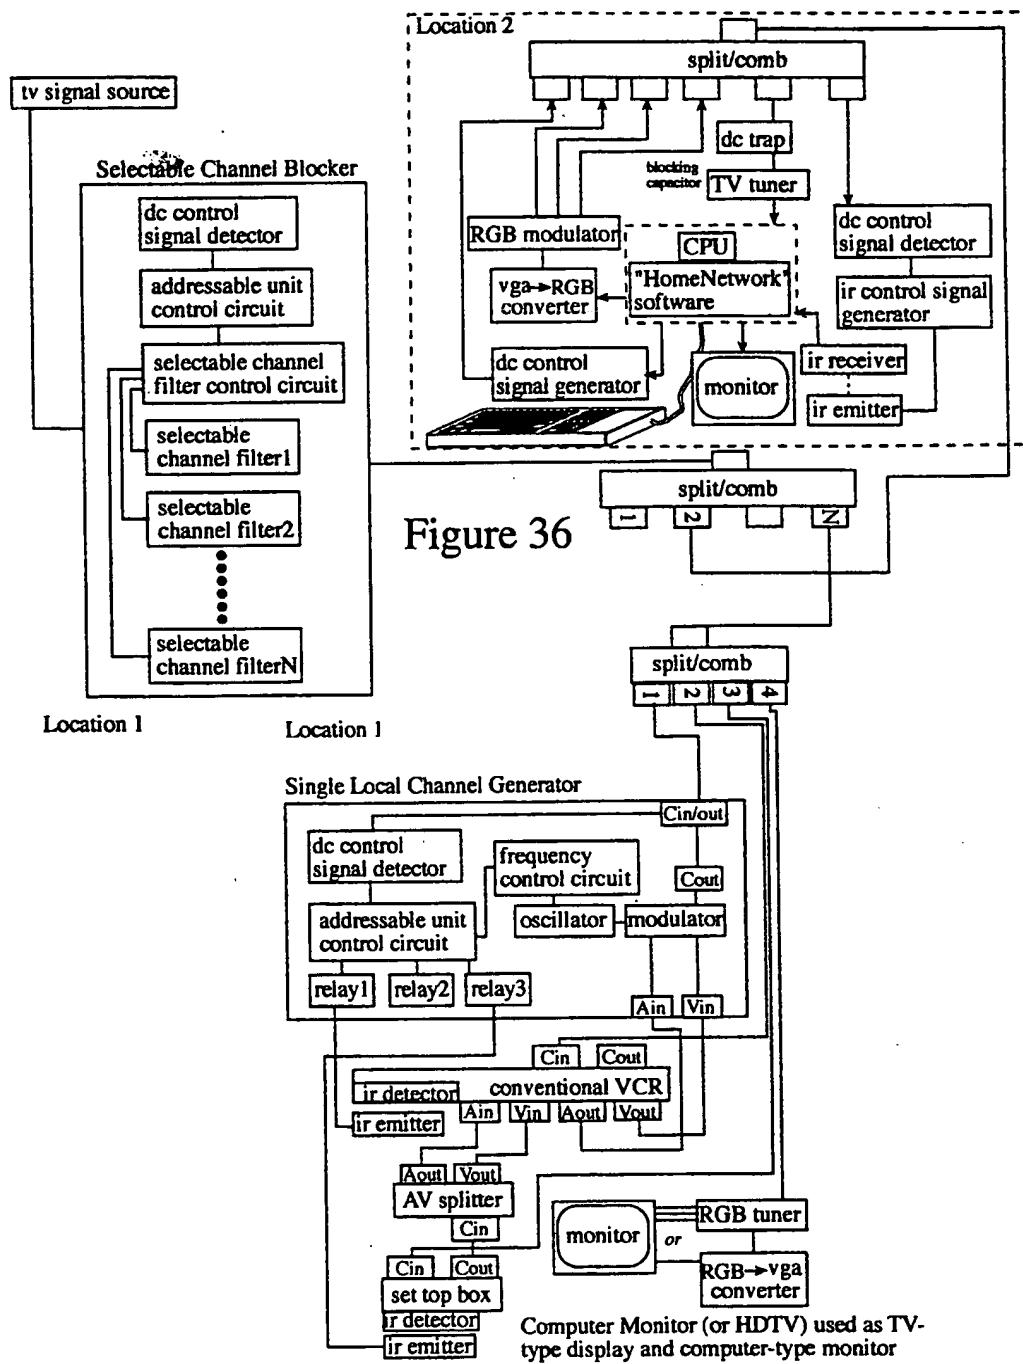 Location 2
split/comb
tv signal source
dc trap
Selectable Channel Blocker
blocking
capacitor
TV tuner
dc control
signal detector
RGB modulator
CPU
dc control
signal detector
addressable unit
control circuit
vga→RGB
converter
"HomeNetwork"
software
ir control signal
generator
selectable channel
filter control circuit
dc control
signal generator
monitor
ir receiver
ir emitter
selectable
channel filter1
split/comb
1
2
N
selectable
channel filter2
Figure 36
selectable
channel filterN
split/comb
1
2
3
4
Location 1
Location 1
Single Local Channel Generator
Cin/out
dc control
signal detector
frequency
control circuit
Cout
addressable unit
control circuit
oscillator
modulator
relay1
relay2
relay3
Ain
Vin
Cin
Cout
ir detector
conventional VCR
Ain
Vin
Aout
Vout
ir emitter
Aout
Vout
AV splitter
Cin
monitor
or
RGB tuner
Cin
Cout
set top box
RGB→vga
converter
ir detector
ir emitter
Computer Monitor (or HDTV) used as TV-
type display and computer-type monitor